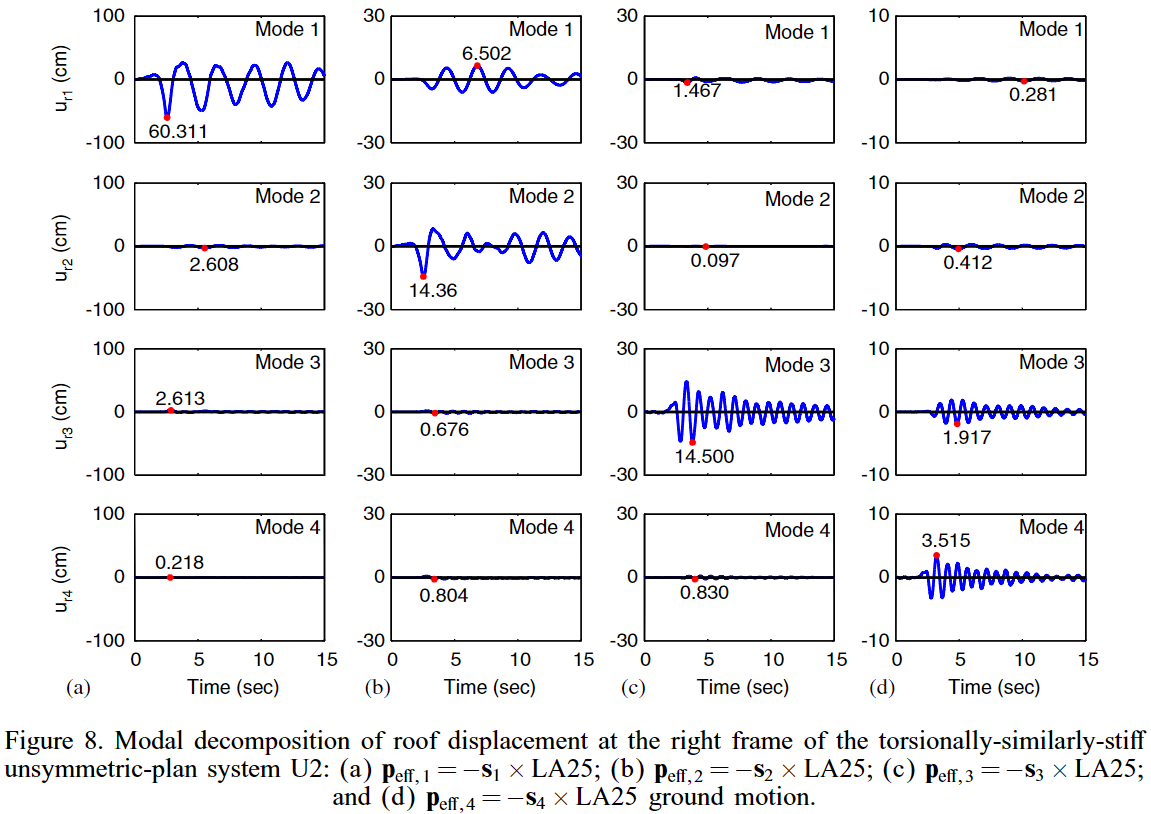 100 30 30 10
Mode 1 Mode 1 Mode 1 Mode 1
6.502
u_r1 (cm) 0 0 0 0
1.467 0.281
60.311
-100 -30 -30 -10
100 30 30 10
Mode 2 Mode 2 Mode 2 Mode 2
u_r2 (cm) 0 0 0 0
2.608 14.36 0.097 0.412
-100 -30 -30 -10
100 30 30 10
Mode 3 Mode 3 Mode 3 Mode 3
2.613
u_r3 (cm) 0 0 0 0
0.676 14.500 1.917
-100 -30 -30 -10
100 30 30 10
Mode 4 Mode 4 Mode 4 Mode 4
0.218 3.515
u_r4 (cm) 0 0 0 0
0.804 0.830
-100 -30 -30 -10
0 5 10 15 0 5 10 15 0 5 10 15 0 5 10 15
(a) Time (sec) (b) Time (sec) (c) Time (sec) (d) Time (sec)
Figure 8. Modal decomposition of roof displacement at the right frame of the torsionally-similarly-stiff
unsymmetric-plan system U2: (a) p_eff,1 = −s_1 × LA25; (b) p_eff,2 = −s_2 × LA25; (c) p_eff,3 = −s_3 × LA25;
and (d) p_eff,4 = −s_4 × LA25 ground motion.